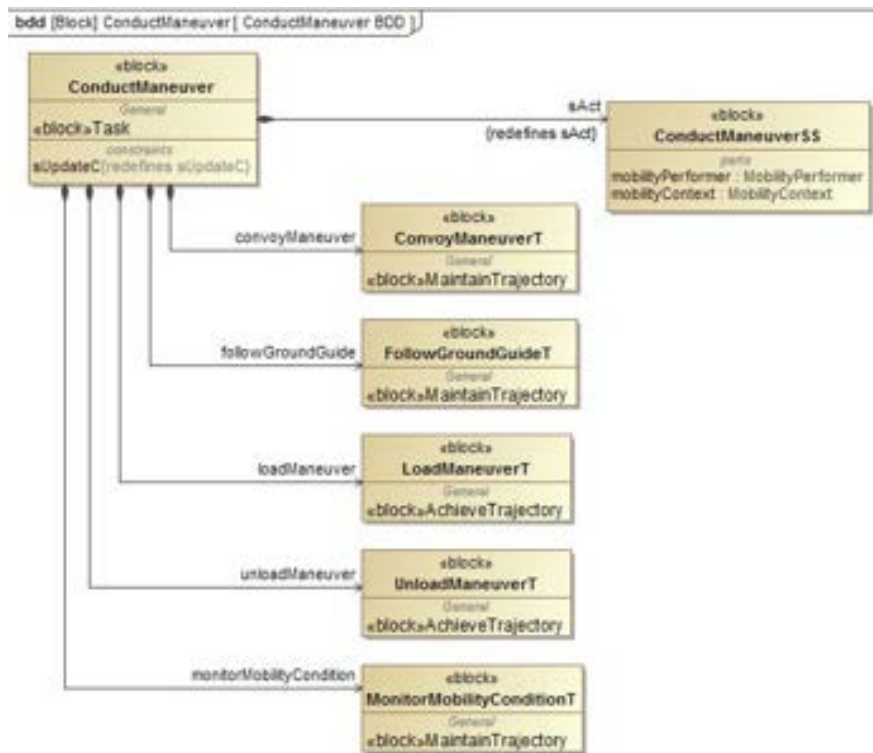 bdd [Block] ConductManeuver [ ConductManeuver BDD ]
«block»
ConductManeuver
General
«block»Task
constraints
sUpdateC{redefines sUpdateC}
sAct
{redefines sAct}
«block»
ConductManeuverSS
parts
mobilityPerformer : MobilityPerformer
mobilityContext : MobilityContext
convoyManeuver
«block»
ConvoyManeuverT
General
«block»MaintainTrajectory
followGroundGuide
«block»
FollowGroundGuideT
General
«block»MaintainTrajectory
loadManeuver
«block»
LoadManeuverT
General
«block»AchieveTrajectory
unloadManeuver
«block»
UnloadManeuverT
General
«block»AchieveTrajectory
monitorMobilityCondition
«block»
MonitorMobilityConditionT
General
«block»MaintainTrajectory